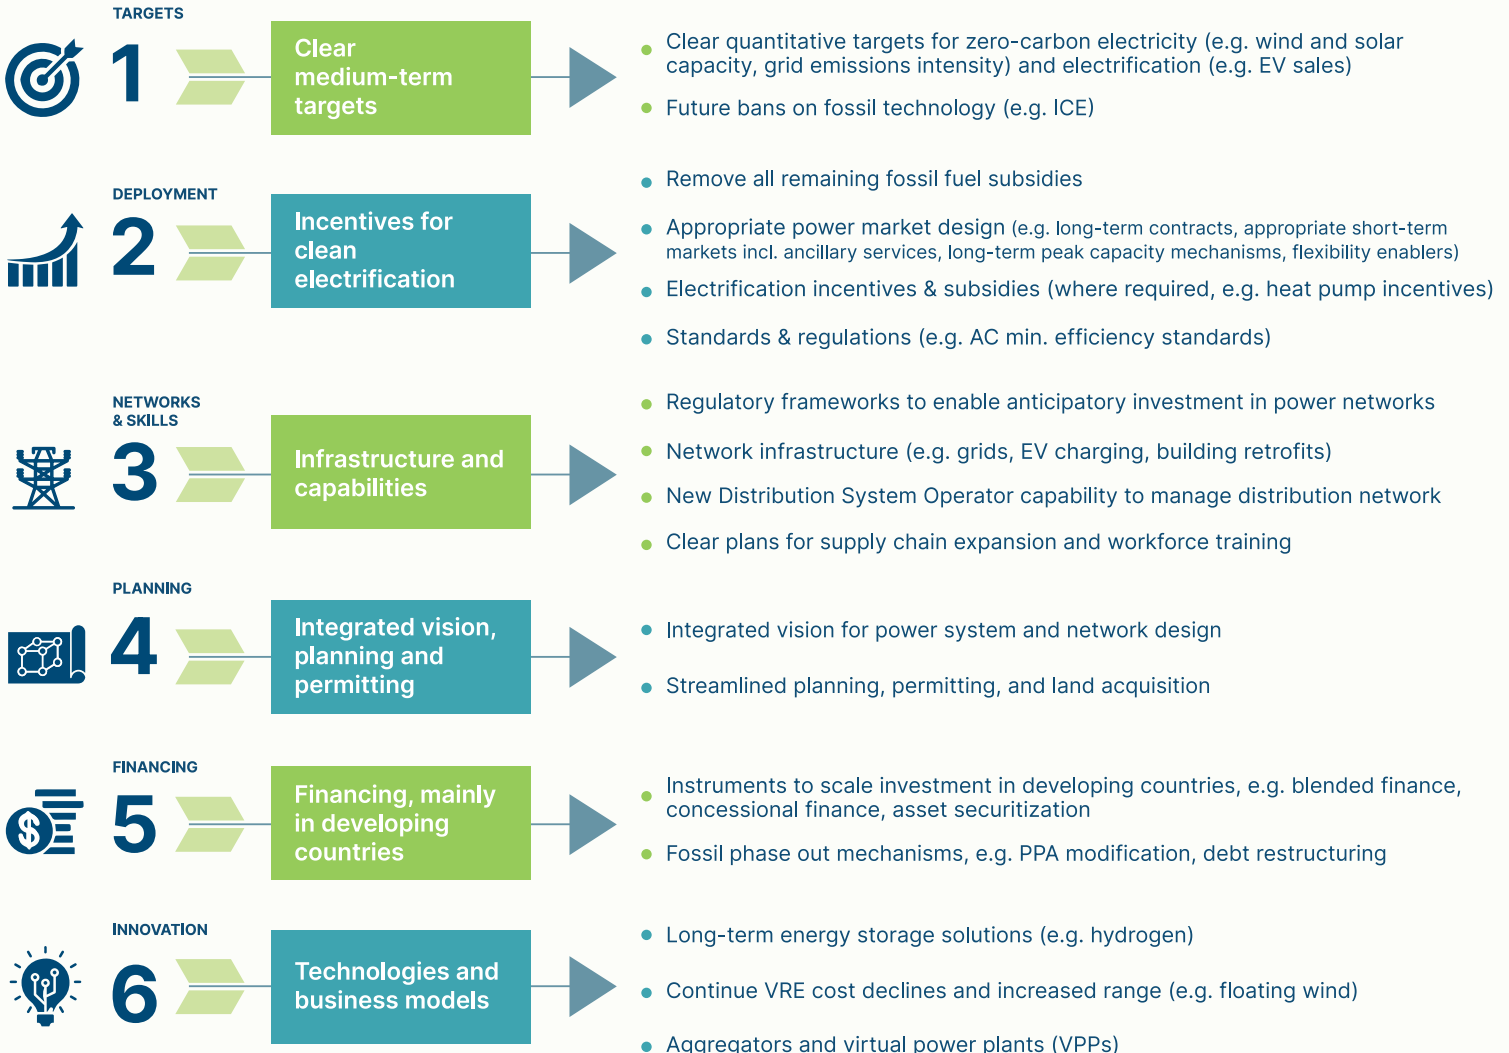 TARGETS
1
Clear
medium-term
targets
Clear quantitative targets for zero-carbon electricity (e.g. wind and solar
capacity, grid emissions intensity) and electrification (e.g. EV sales)
Future bans on fossil technology (e.g. ICE)
DEPLOYMENT
2
Incentives for
clean
electrification
Remove all remaining fossil fuel subsidies
Appropriate power market design (e.g. long-term contracts, appropriate short-term
markets incl. ancillary services, long-term peak capacity mechanisms, flexibility enablers)
Electrification incentives & subsidies (where required, e.g. heat pump incentives)
Standards & regulations (e.g. AC min. efficiency standards)
NETWORKS
& SKILLS
3
Infrastructure and
capabilities
Regulatory frameworks to enable anticipatory investment in power networks
Network infrastructure (e.g. grids, EV charging, building retrofits)
New Distribution System Operator capability to manage distribution network
Clear plans for supply chain expansion and workforce training
PLANNING
4
Integrated vision,
planning and
permitting
Integrated vision for power system and network design
Streamlined planning, permitting, and land acquisition
FINANCING
$
5
Financing, mainly
in developing
countries
Instruments to scale investment in developing countries, e.g. blended finance,
concessional finance, asset securitization
Fossil phase out mechanisms, e.g. PPA modification, debt restructuring
INNOVATION
6
Technologies and
business models
Long-term energy storage solutions (e.g. hydrogen)
Continue VRE cost declines and increased range (e.g. floating wind)
Aggregators and virtual power plants (VPPs)